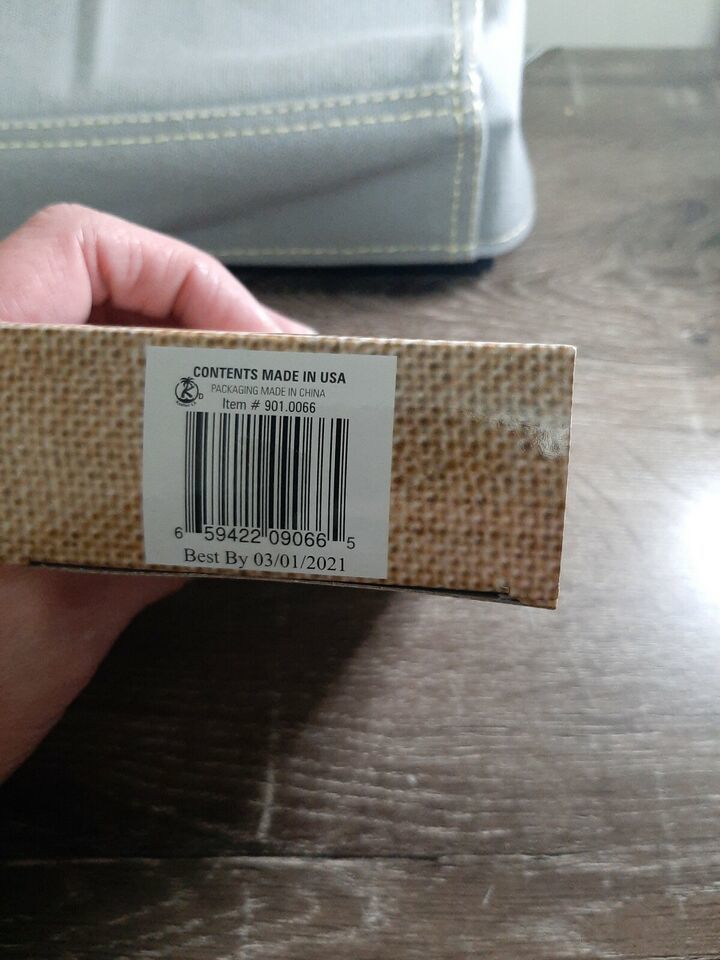 CONTENTS MADE IN USA
PACKAGING MADE IN CHINA
K D
Item # 901.0066
6 59422 09066 5
Best By 03/01/2021